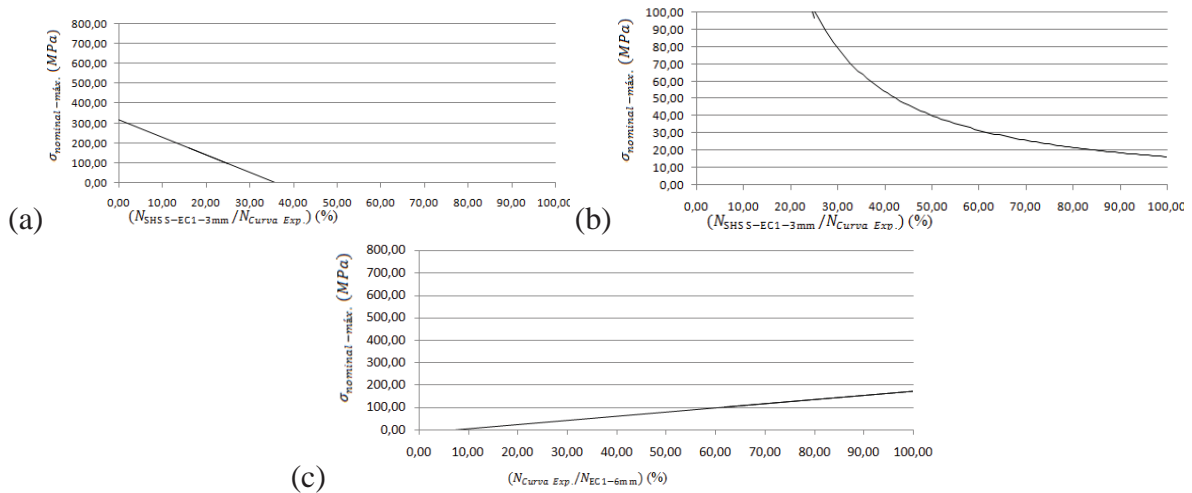 σnominal−máx. (MPa)
800,00
700,00
600,00
500,00
400,00
300,00
200,00
100,00
0,00
0,00 10,00 20,00 30,00 40,00 50,00 60,00 70,00 80,00 90,00 100,00
(NSHS S−EC1−3mm/NCurva Exp.) (%)
(a)
σnominal−máx. (MPa)
100,00
90,00
80,00
70,00
60,00
50,00
40,00
30,00
20,00
10,00
0,00
0,00 10,00 20,00 30,00 40,00 50,00 60,00 70,00 80,00 90,00 100,00
(NSHS S−EC1−3mm/NCurva Exp.) (%)
(b)
σnominal−máx. (MPa)
800,00
700,00
600,00
500,00
400,00
300,00
200,00
100,00
0,00
0,00 10,00 20,00 30,00 40,00 50,00 60,00 70,00 80,00 90,00 100,00
(NCurva Exp./NEC1−6mm) (%)
(c)